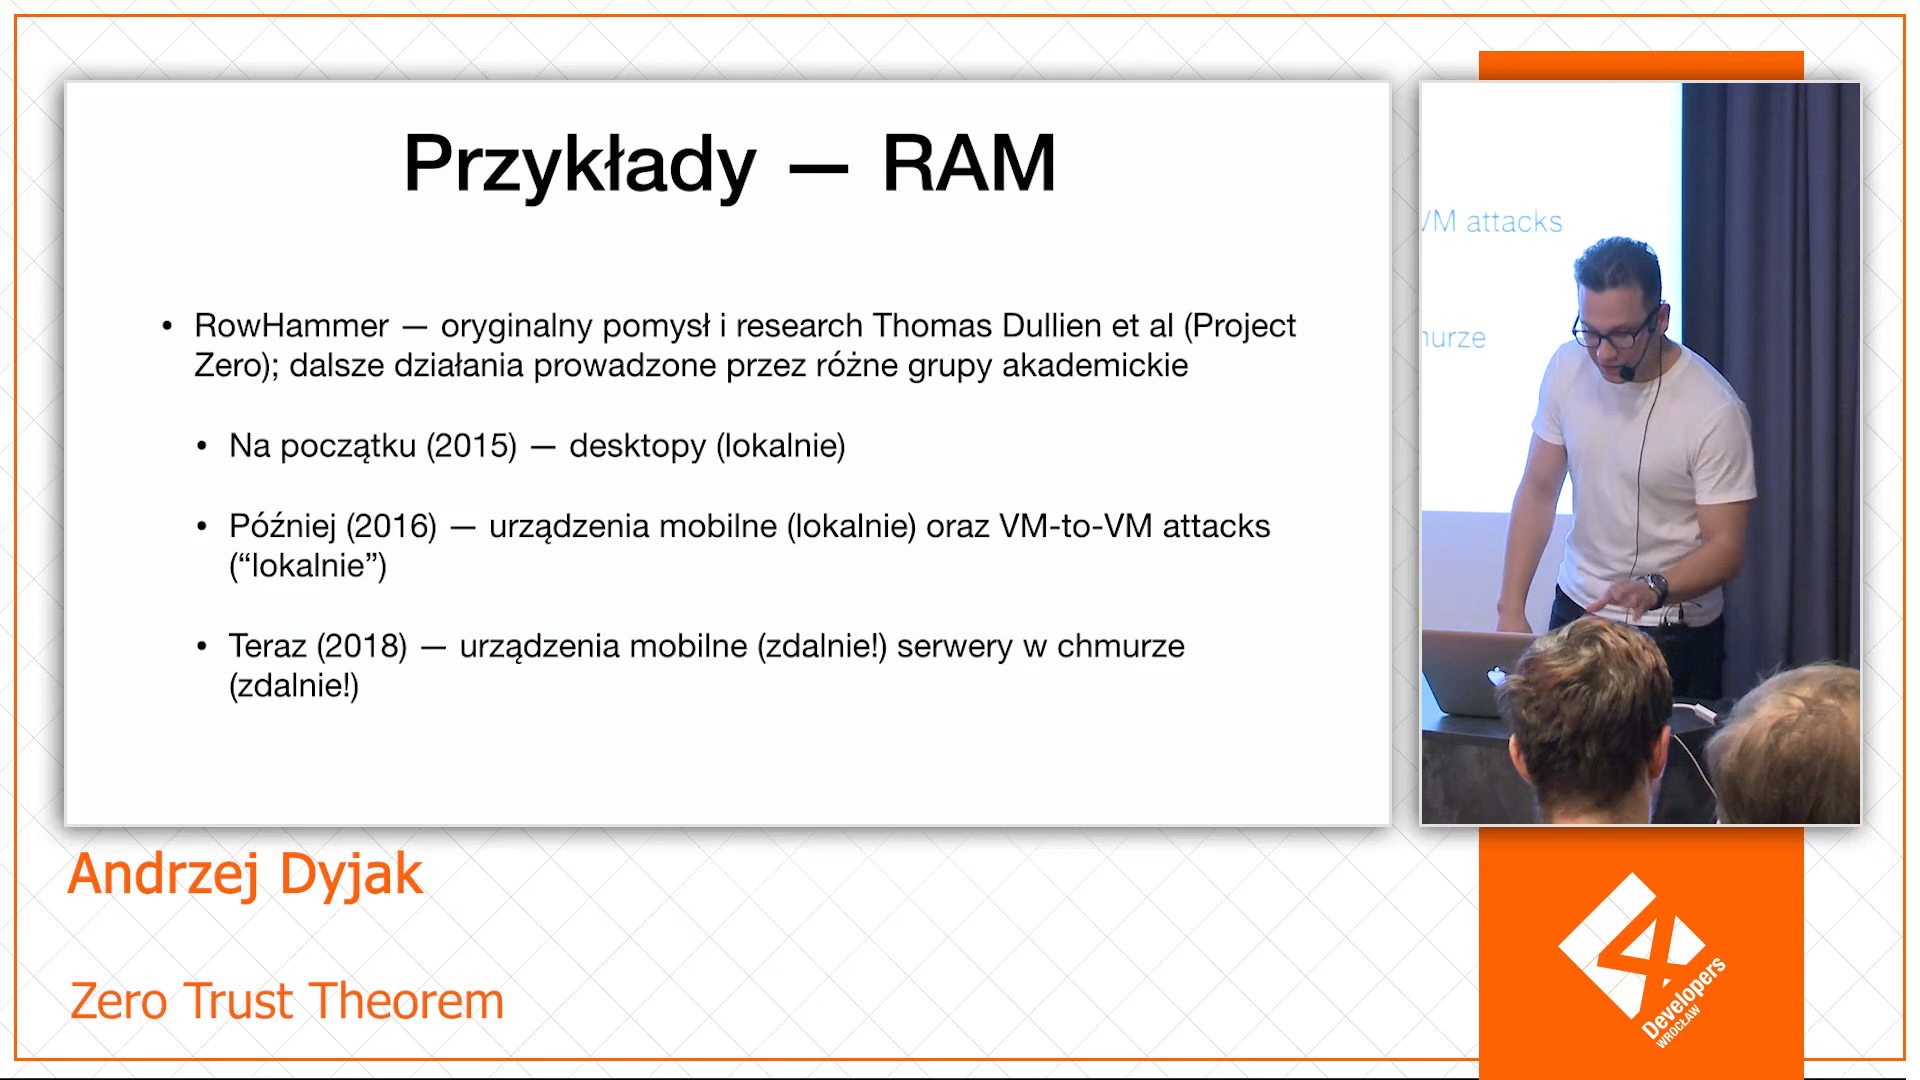 Przykłady — RAM
• RowHammer — oryginalny pomysł i research Thomas Dullien et al (Project
Zero); dalsze działania prowadzone przez różne grupy akademickie
• Na początku (2015) — desktopy (lokalnie)
• Później (2016) — urządzenia mobilne (lokalnie) oraz VM-to-VM attacks
(“lokalnie”)
• Teraz (2018) — urządzenia mobilne (zdalnie!) serwery w chmurze
(zdalnie!)
VM attacks
murze
Andrzej Dyjak
Zero Trust Theorem
4
Developers
WROCŁAW